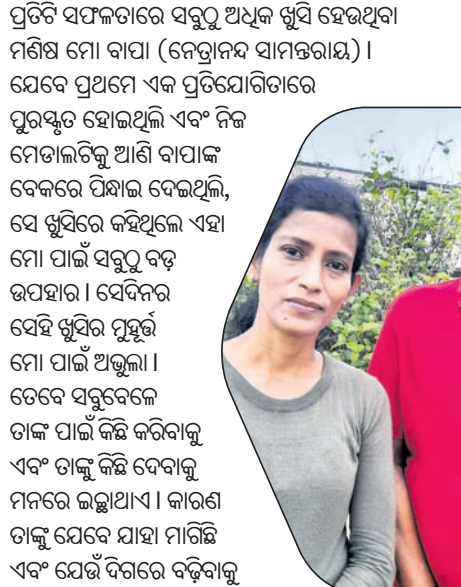 ପ୍ରତିଟି ସଫଳତାରେ ସବୁଠୁ ଅଧିକ ଖୁସି ହେଉଥିବା
ମଣିଷ ମୋ ବାପା (ନେତ୍ରାନନ୍ଦ ସାମନ୍ତରାୟ) ।
ଯେବେ ପ୍ରଥମେ ଏକ ପ୍ରତିଯୋଗିତାରେ
ପୁରସ୍କୃତ ହୋଇଥିଲି ଏବଂ ନିଜ
ମେଡାଲଟିକୁ ଆଣି ବାପାଙ୍କ
ବେକରେ ପିନ୍ଧାଇ ଦେଇଥିଲି,
ସେ ଖୁସିରେ କହିଥିଲେ ଏହା
ମୋ ପାଇଁ ସବୁଠୁ ବଡ଼
ଉପହାର । ସେଦିନର
ସେହି ଖୁସିର ମୁହୂର୍ତ୍ତ
ମୋ ପାଇଁ ଅଭୁଲା ।
ତେବେ ସବୁବେଳେ
ତାଙ୍କ ପାଇଁ କିଛି କରିବାକୁ
ଏବଂ ତାଙ୍କୁ କିଛି ଦେବାକୁ
ମନରେ ଇଚ୍ଛାଥାଏ । କାରଣ
ତାଙ୍କୁ ଯେବେ ଯାହା ମାଗିଛି
ଏବଂ ଯେଉଁ ଦିଗରେ ବଢ଼ିବାକୁ